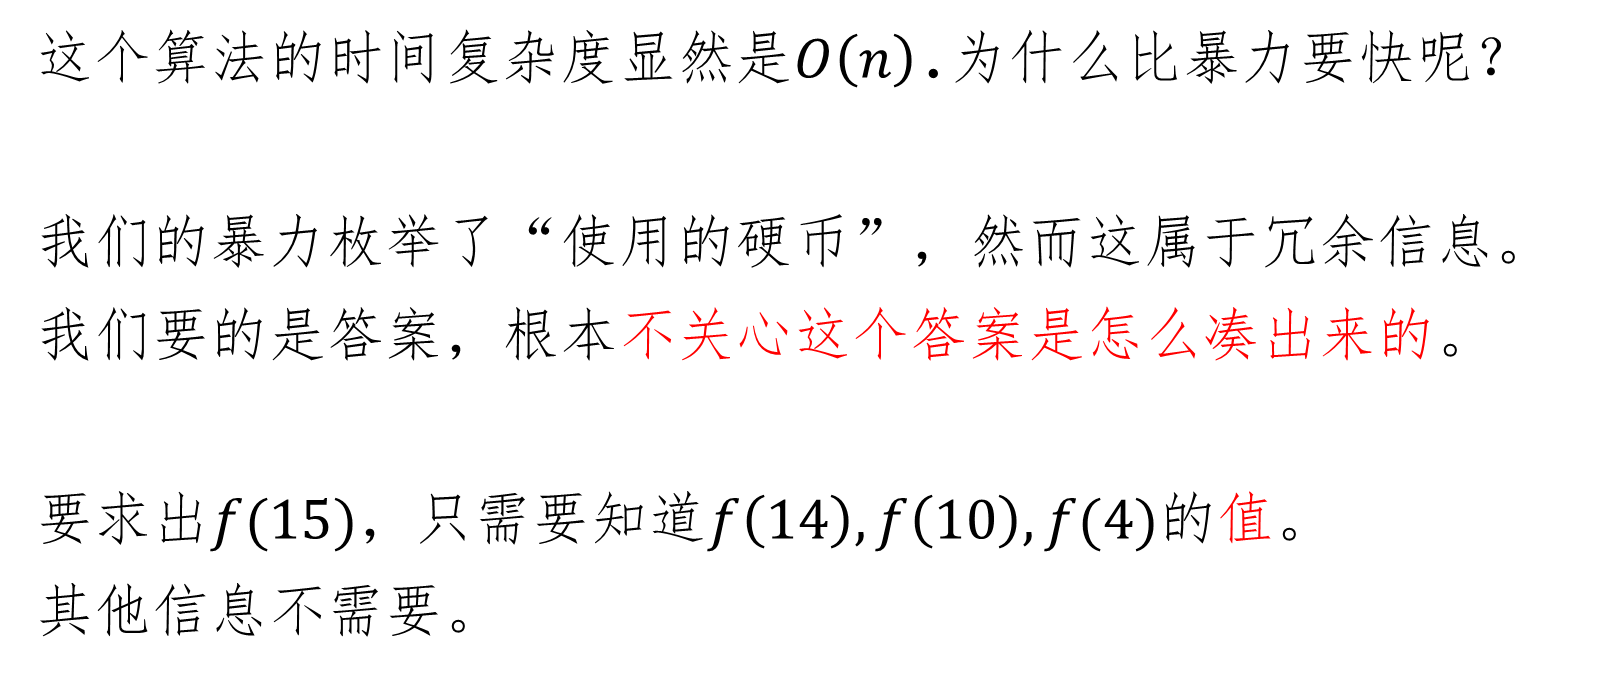 这个算法的时间复杂度显然是O(n).为什么比暴力要快呢？
我们的暴力枚举了“使用的硬币”，然而这属于冗余信息。
我们要的是答案，根本不关心这个答案是怎么凑出来的。
要求出f(15)，只需要知道f(14),f(10),f(4)的值。
其他信息不需要。